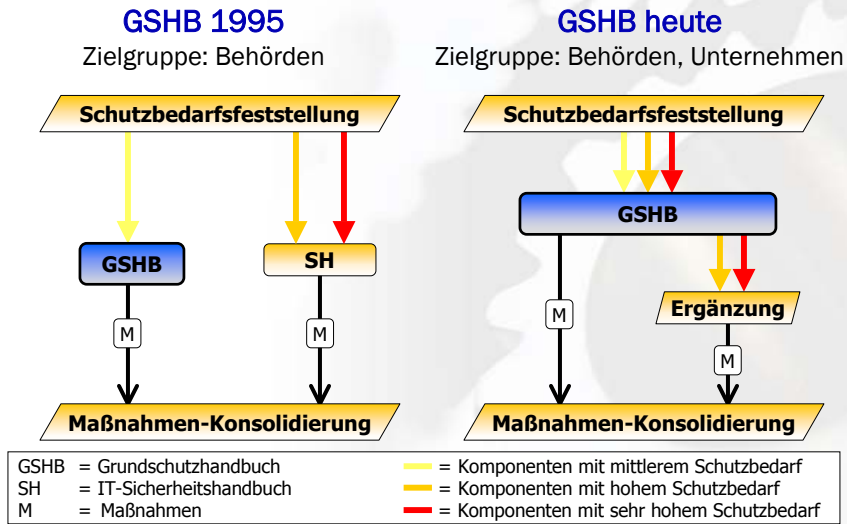 GSHB 1995
Zielgruppe: Behörden
Schutzbedarfsfeststellung
GSHB
SH
M
M
Maßnahmen-Konsolidierung
GSHB heute
Zielgruppe: Behörden, Unternehmen
Schutzbedarfsfeststellung
GSHB
Ergänzung
M
M
Maßnahmen-Konsolidierung
GSHB = Grundschutzhandbuch
SH = IT-Sicherheitshandbuch
M = Maßnahmen
= Komponenten mit mittlerem Schutzbedarf
= Komponenten mit hohem Schutzbedarf
= Komponenten mit sehr hohem Schutzbedarf